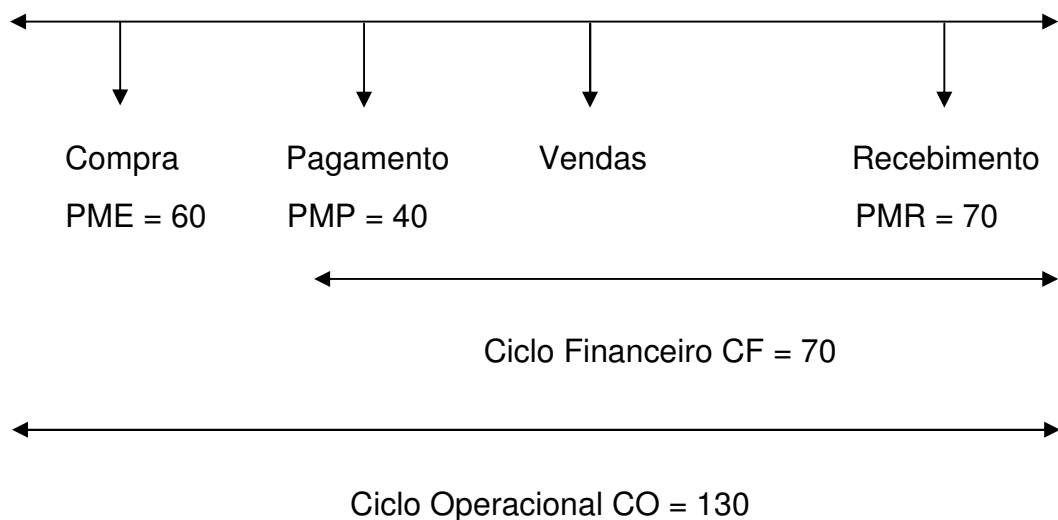 Compra Pagamento Vendas Recebimento
PME = 60 PMP = 40 PMR = 70
Ciclo Financeiro CF = 70
Ciclo Operacional CO = 130